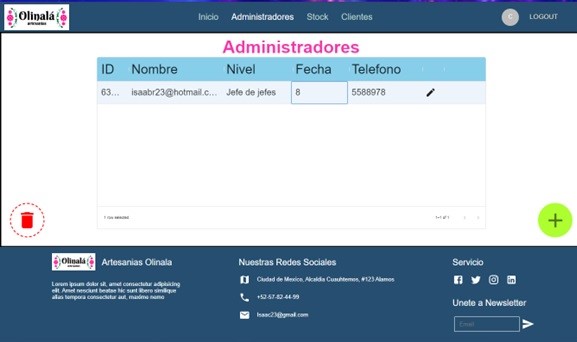 Olinalá
ARTESANIAS
Inicio Administradores Stock Clientes
C LOGOUT
Administradores
ID Nombre Nivel Fecha Telefono
63... isaabr23@hotmail.c... Jefe de jefes 8 5588978
1 row selected
1–1 of 1
Olinalá
Artesanias Olinala
Lorem ipsum dolor sit, amet consectetur adipisicing
elit. Amet nesciunt beatae hic sunt libero similique
alias tempora consectetur aut, maxime nemo
Nuestras Redes Sociales
Ciudad de Mexico, Alcaldia Cuauhtemoc, #123 Alamos
+52-57-82-44-99
Isaac23@gmail.com
Servicio
Unete a Newsletter
Email